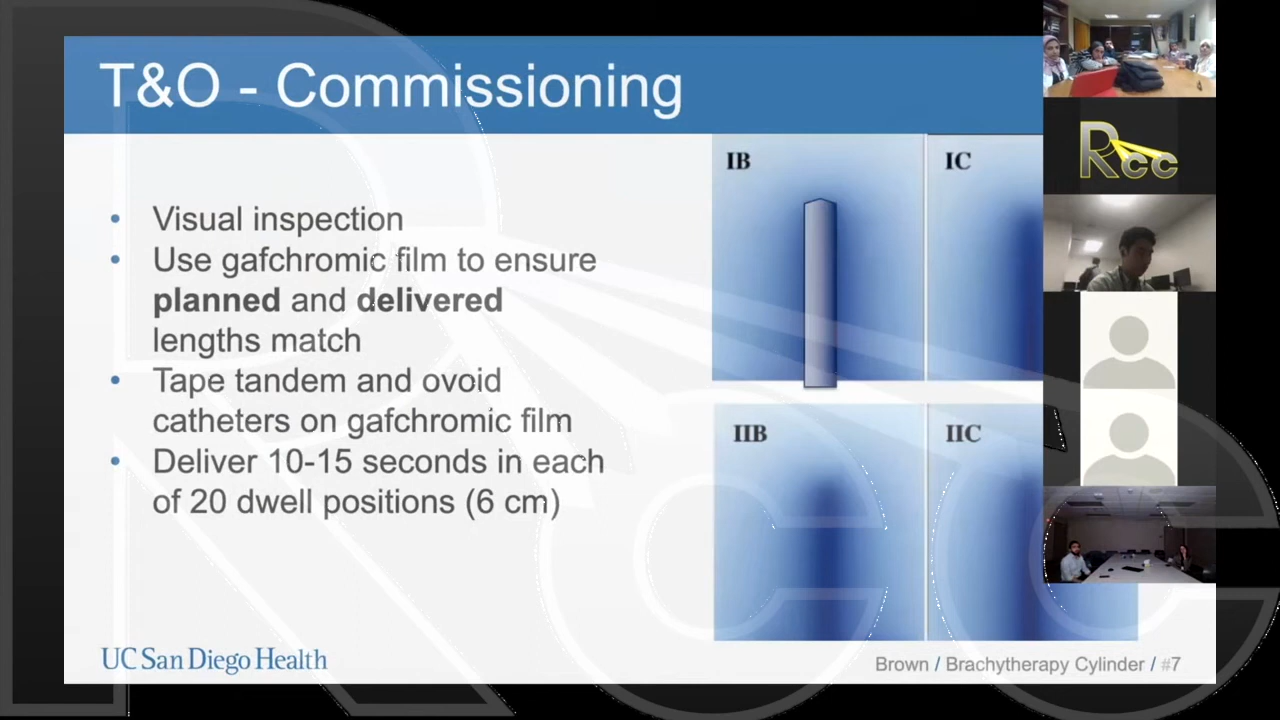 T&O - Commissioning
• Visual inspection
• Use gafchromic film to ensure
planned and delivered
lengths match
• Tape tandem and ovoid
catheters on gafchromic film
• Deliver 10-15 seconds in each
of 20 dwell positions (6 cm)
IB
IC
IIB
IIC
Rcc
UC San Diego Health
Brown / Brachytherapy Cylinder / #7